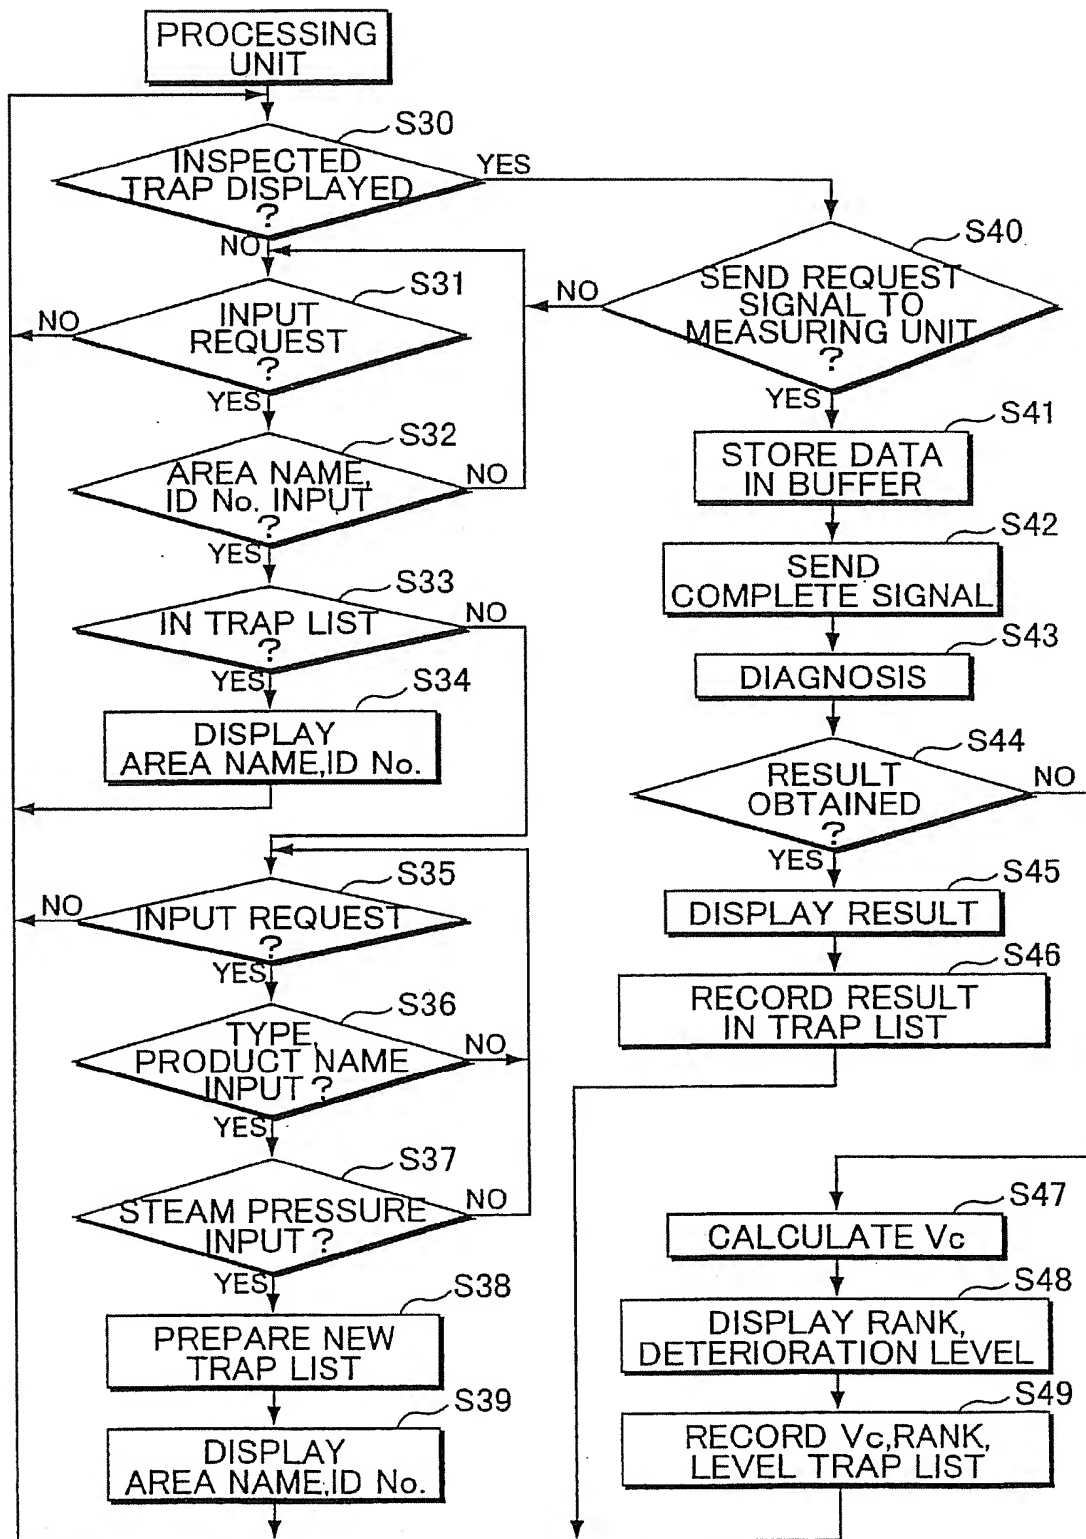 PROCESSING
UNIT
S30
INSPECTED
TRAP DISPLAYED
?
YES
NO
S31
INPUT
REQUEST
?
NO
YES
S32
AREA NAME,
ID No. INPUT
?
NO
YES
S33
IN TRAP LIST
?
NO
YES
S34
DISPLAY
AREA NAME,ID No.
S35
INPUT REQUEST
?
NO
YES
S36
TYPE,
PRODUCT NAME
INPUT ?
NO
YES
S37
STEAM PRESSURE
INPUT ?
NO
YES
S38
PREPARE NEW
TRAP LIST
S39
DISPLAY
AREA NAME,ID No.
S40
SEND REQUEST
SIGNAL TO
MEASURING UNIT
?
NO
YES
S41
STORE DATA
IN BUFFER
S42
SEND
COMPLETE SIGNAL
S43
DIAGNOSIS
S44
RESULT
OBTAINED
?
NO
YES
S45
DISPLAY RESULT
S46
RECORD RESULT
IN TRAP LIST
S47
CALCULATE Vc
S48
DISPLAY RANK,
DETERIORATION LEVEL
S49
RECORD Vc,RANK,
LEVEL TRAP LIST